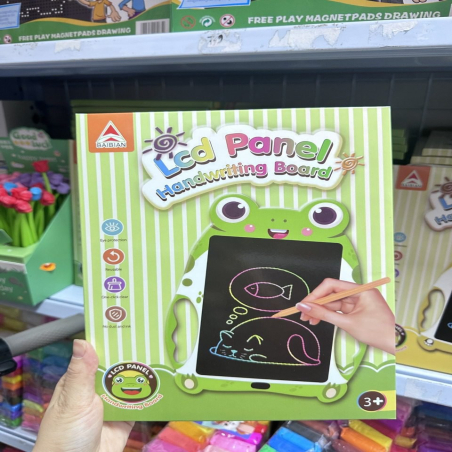 FREE PLAY MAGNETPADS DRAWING
FREE PLAY MAGNETPADS DRAWING
BAIBIAN
Lcd Panel
Handwriting Board
LCD PANEL
3+